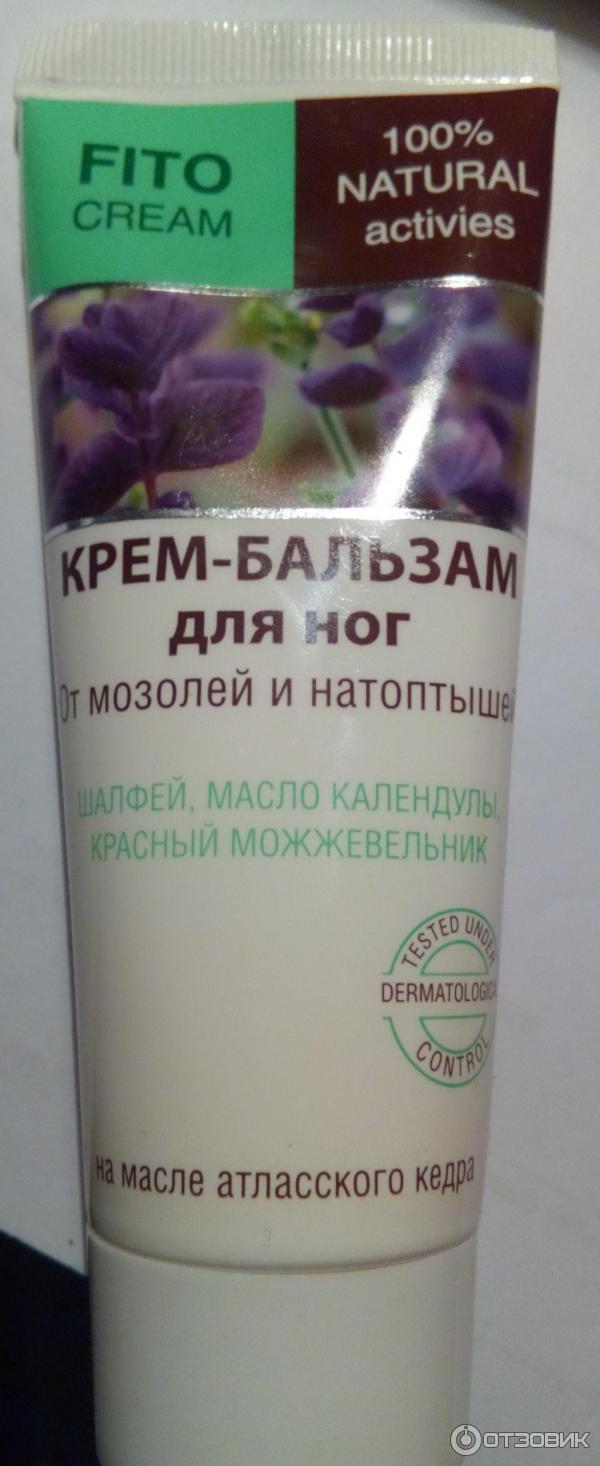 FITO
CREAM
100%
NATURAL
activies
КРЕМ-БАЛЬЗАМ
для ног
От мозолей и натоптышей
ШАЛФЕЙ, МАСЛО КАЛЕНДУЛЫ,
КРАСНЫЙ МОЖЖЕВЕЛЬНИК
TESTED UNDER
DERMATOLOGICAL
CONTROL
на масле атласского кедра
ОТЗОВИК